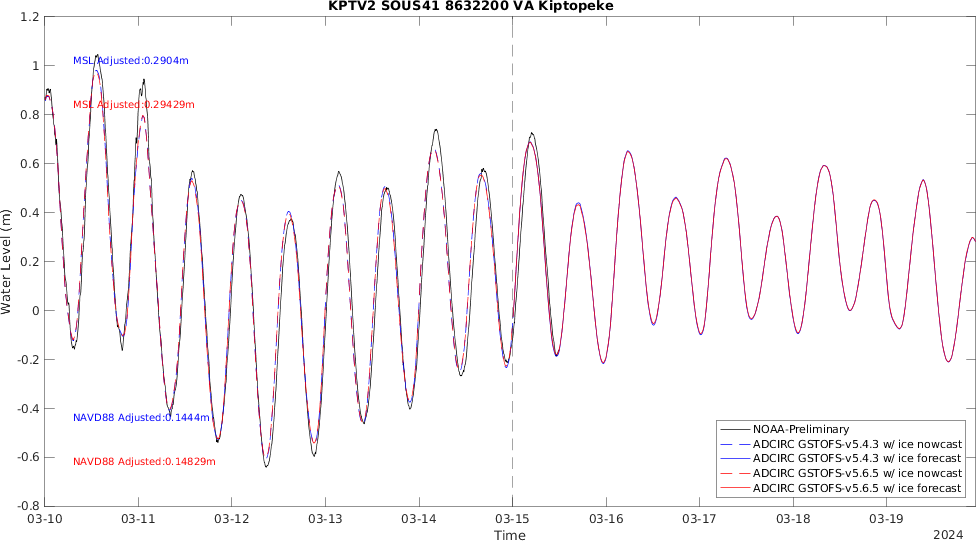 KPTV2 SOUS41 8632200 VA Kiptopeke
1.2
1
0.8
0.6
0.4
0.2
0
-0.2
-0.4
-0.6
-0.8
Water Level (m)
MSL Adjusted:0.2904m
MSL Adjusted:0.29429m
NAVD88 Adjusted:0.1444m
NAVD88 Adjusted:0.14829m
NOAA-Preliminary
ADCIRC GSTOFS-v5.4.3 w/ ice nowcast
ADCIRC GSTOFS-v5.4.3 w/ ice forecast
ADCIRC GSTOFS-v5.6.5 w/ ice nowcast
ADCIRC GSTOFS-v5.6.5 w/ ice forecast
03-10 03-11 03-12 03-13 03-14 03-15 03-16 03-17 03-18 03-19
Time
2024